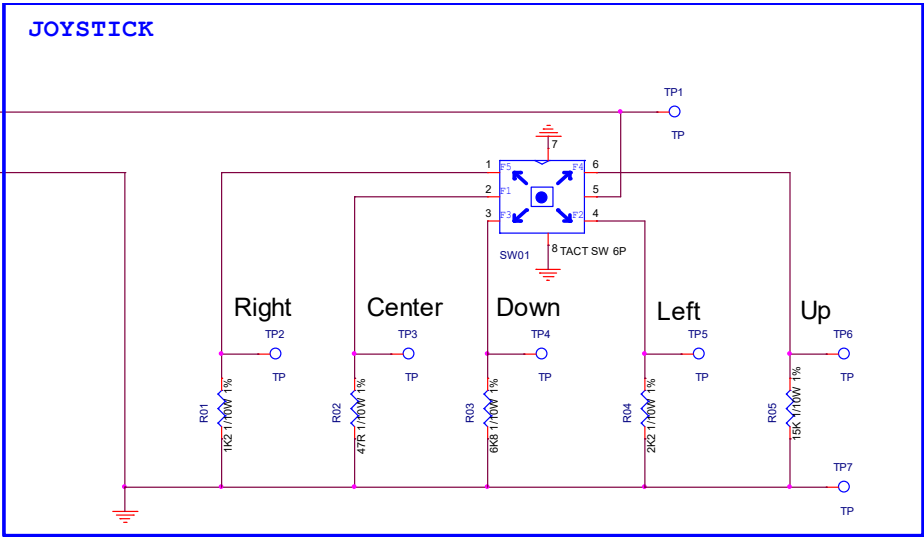 JOYSTICK
TP1
TP
7
1 F5 F4 6
2 F1 5
3 F3 F2 4
SW01 8 TACT SW 6P
Right Center Down Left Up
TP2 TP3 TP4 TP5 TP6
TP TP TP TP TP
R01 1K2 1/10W 1%
R02 47R 1/10W 1%
R03 6K8 1/10W 1%
R04 2K2 1/10W 1%
R05 15K 1/10W 1%
TP7
TP